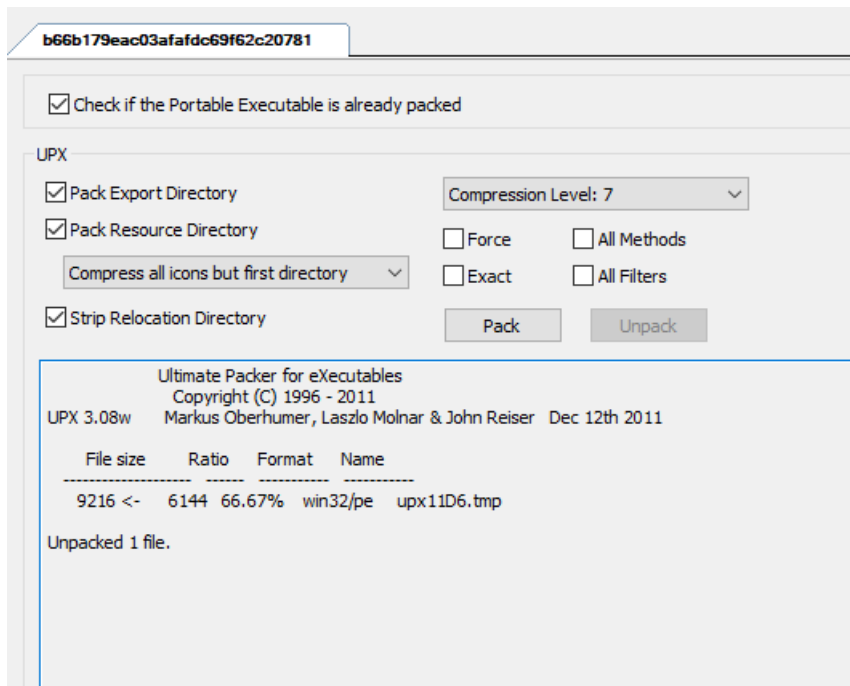 b66b179eac03afafdc69f62c20781
Check if the Portable Executable is already packed
UPX
Pack Export Directory
Compression Level: 7
Pack Resource Directory
Force
All Methods
Compress all icons but first directory
Exact
All Filters
Strip Relocation Directory
Pack
Unpack
Ultimate Packer for eXecutables
Copyright (C) 1996 - 2011
UPX 3.08w Markus Oberhumer, Laszlo Molnar & John Reiser Dec 12th 2011
File size Ratio Format Name
-------------------- ------ ----------- -----------
9216 <- 6144 66.67% win32/pe upx11D6.tmp
Unpacked 1 file.